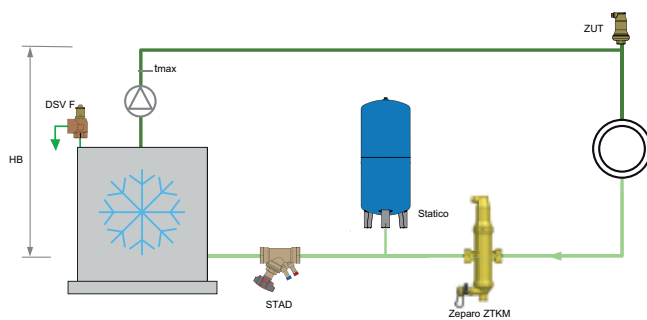 ZUT
tmax
DSV F
HB
Statico
STAD
Zeparo ZTKM